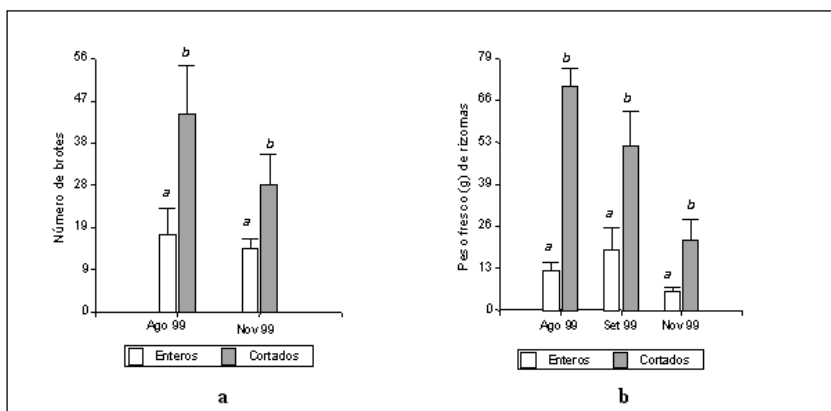 Número de brotes
56
47
38
28
19
9
0
a
b
a
b
Ago 99
Nov 99
Enteros
Cortados
a
Peso fresco (g) de rizomas
79
66
53
39
26
13
0
a
b
a
b
a
b
Ago 99
Set 99
Nov 99
Enteros
Cortados
b